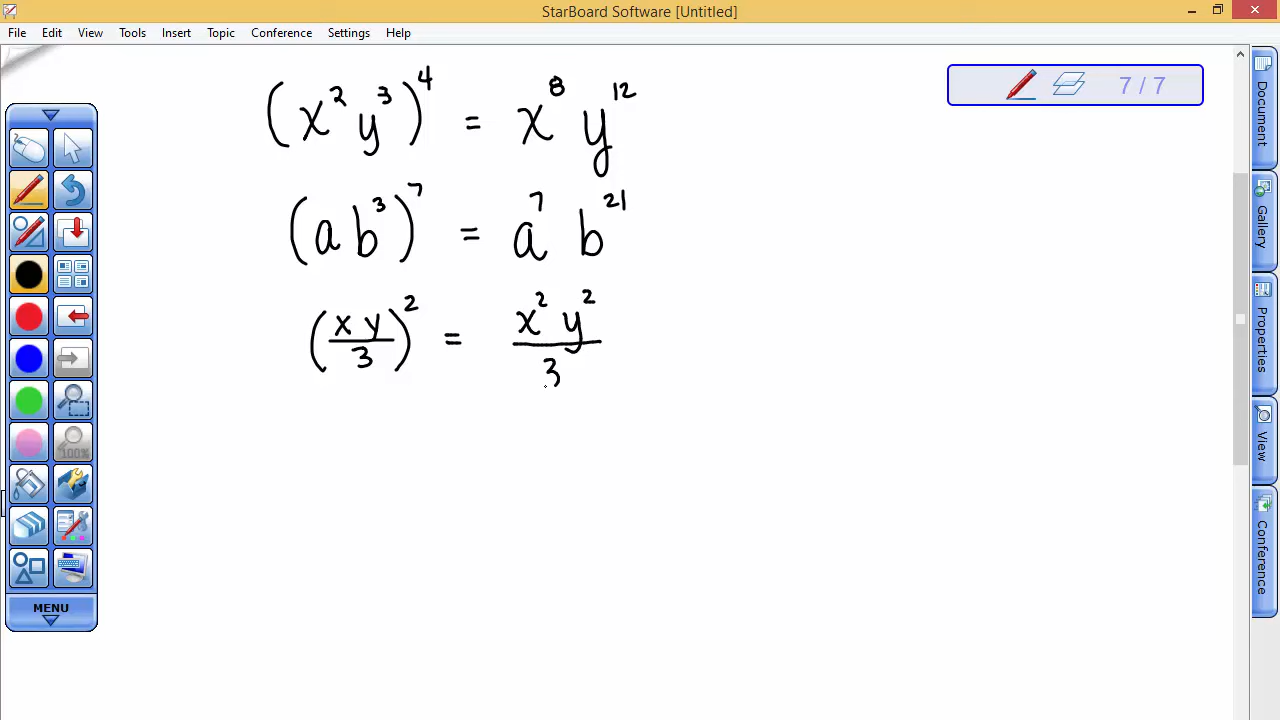 StarBoard Software [Untitled]
File Edit View Tools Insert Topic Conference Settings Help
7 / 7
(x² y³)⁴ = x⁸ y¹²
(a b³)⁷ = a⁷ b²¹
(x y / 3)² = x² y² / 3
100%
MENU
Document
Gallery
Properties
View
Conference